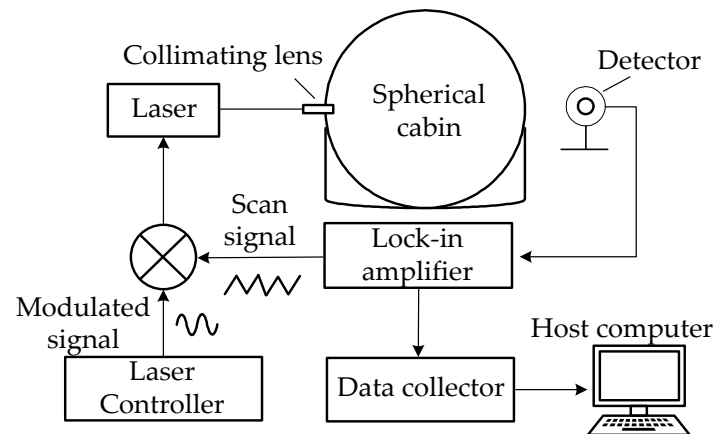 Collimating lens
Laser
Spherical
cabin
Detector
Scan
signal
Lock-in
amplifier
Modulated
signal
Laser
Controller
Data collector
Host computer